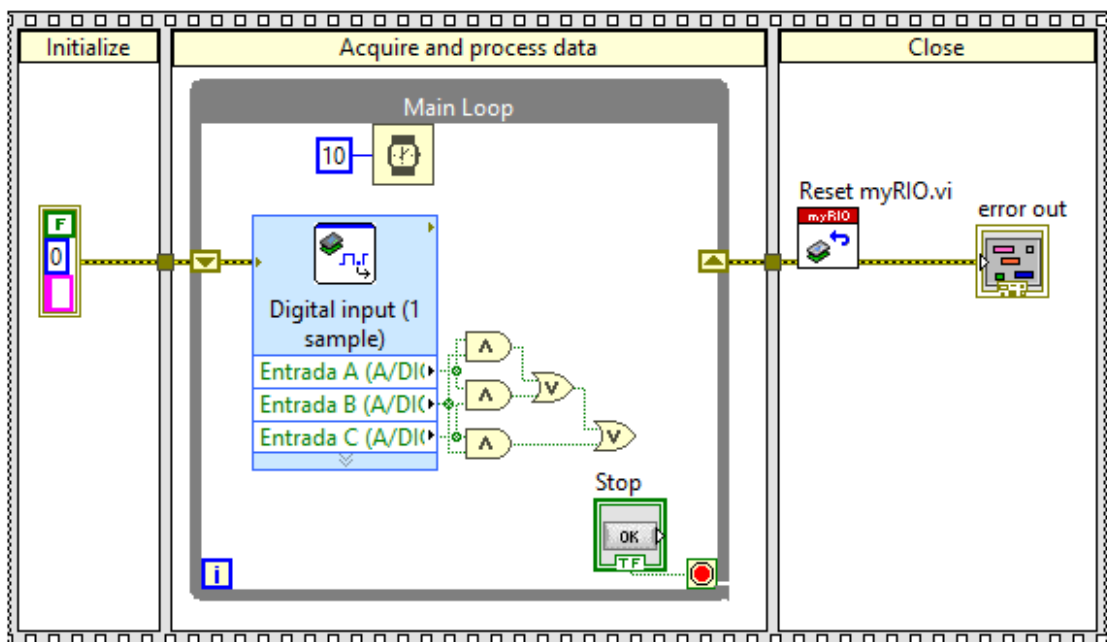 Initialize
Acquire and process data
Close
Main Loop
10
F
0
Digital input (1
sample)
Entrada A (A/DI
Entrada B (A/DI
Entrada C (A/DI
Λ
Λ
Λ
V
V
Stop
OK
TF
i
Reset myRIO.vi
myRIO
error out